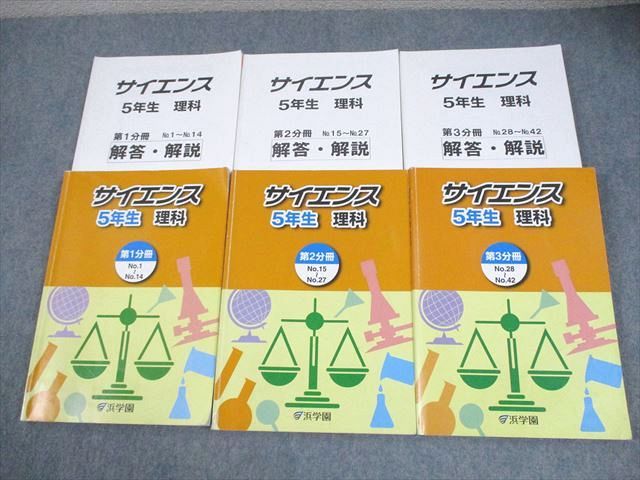 サイエンス
5年生 理科
第1分冊 No.1～No.14
解答・解説
サイエンス
5年生 理科
第2分冊 No.15～No.27
解答・解説
サイエンス
5年生 理科
第3分冊 No.28～No.42
解答・解説
サイエンス
5年生 理科
第1分冊
No.1
～
No.14
浜学園
サイエンス
5年生 理科
第2分冊
No.15
～
No.27
浜学園
サイエンス
5年生 理科
第3分冊
No.28
～
No.42
浜学園